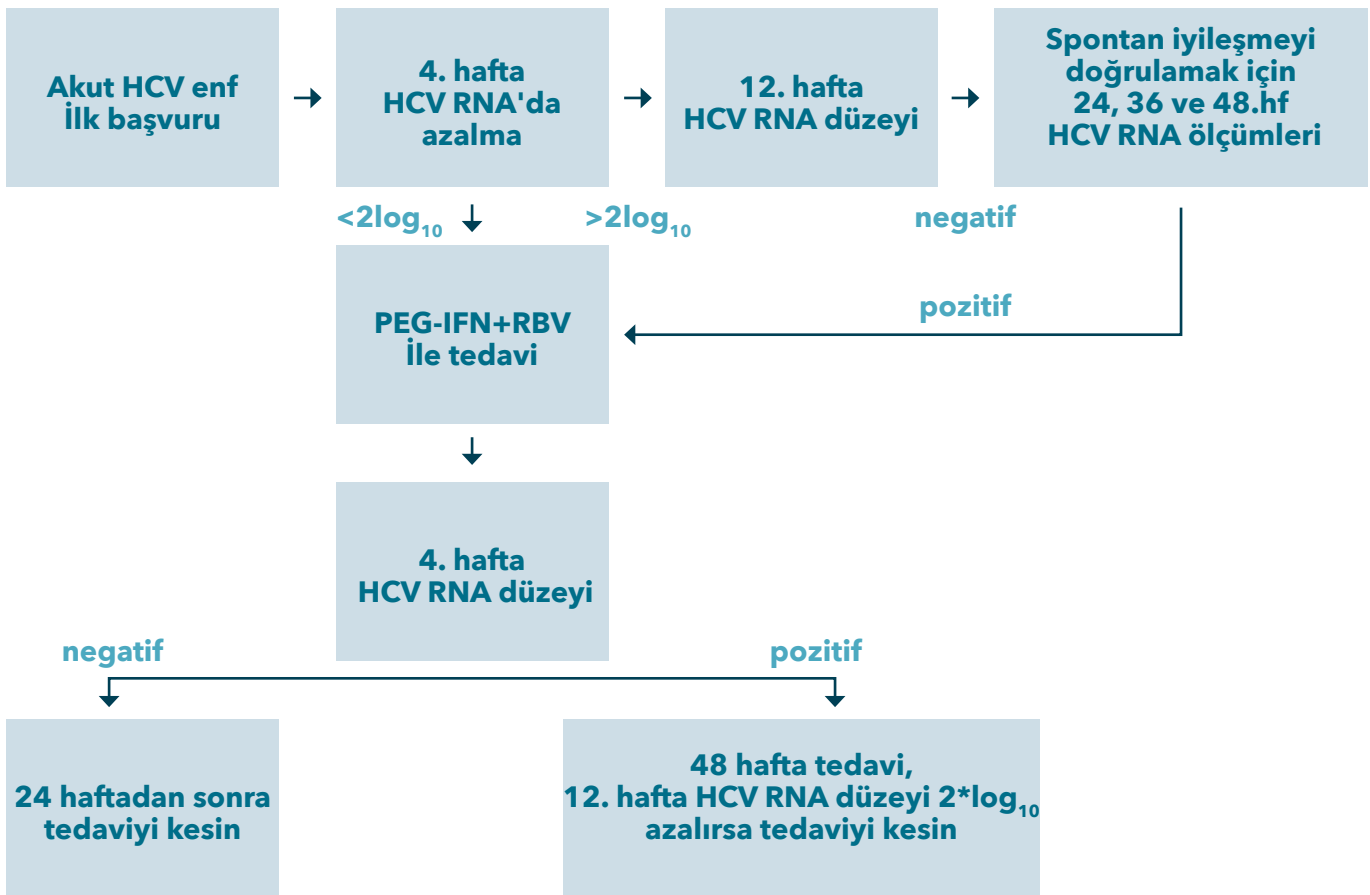 Akut HCV enf
İlk başvuru
4. hafta
HCV RNA'da
azalma
12. hafta
HCV RNA düzeyi
Spontan iyileşmeyi
doğrulamak için
24, 36 ve 48.hf
HCV RNA ölçümleri
<2log₁₀
>2log₁₀
negatif
pozitif
PEG-IFN+RBV
İle tedavi
4. hafta
HCV RNA düzeyi
negatif
pozitif
24 haftadan sonra
tedaviyi kesin
48 hafta tedavi,
12. hafta HCV RNA düzeyi 2*log₁₀
azalırsa tedaviyi kesin